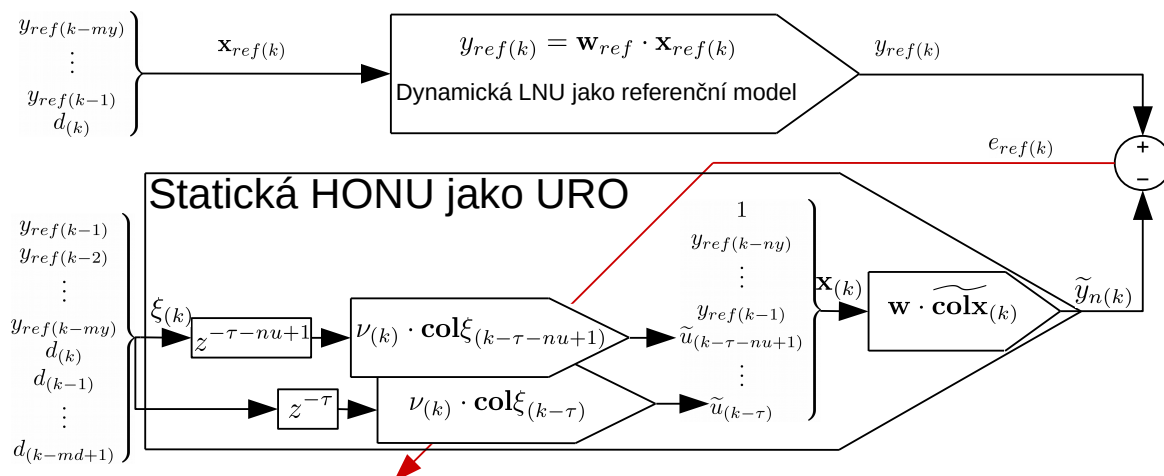 y_{ref(k-my)}
⋮
y_{ref(k-1)}
d_{(k)}
𝐱_{ref(k)}
y_{ref(k)} = 𝐰_{ref} · 𝐱_{ref(k)}
Dynamická LNU jako referenční model
y_{ref(k)}
+
−
e_{ref(k)}
Statická HONU jako URO
y_{ref(k-1)}
y_{ref(k-2)}
⋮
y_{ref(k-my)}
d_{(k)}
d_{(k-1)}
⋮
d_{(k-md+1)}
ξ_{(k)}
z^{-τ-nu+1}
ν_{(k)} · 𝐜𝐨𝐥ξ_{(k-τ-nu+1)}
z^{-τ}
ν_{(k)} · 𝐜𝐨𝐥ξ_{(k-τ)}
1
y_{ref(k-ny)}
⋮
y_{ref(k-1)}
ũ_{(k-τ-nu+1)}
⋮
ũ_{(k-τ)}
𝐱_{(k)}
𝐰 · \widetilde{𝐜𝐨𝐥𝐱}_{(k)}
ỹ_{n(k)}